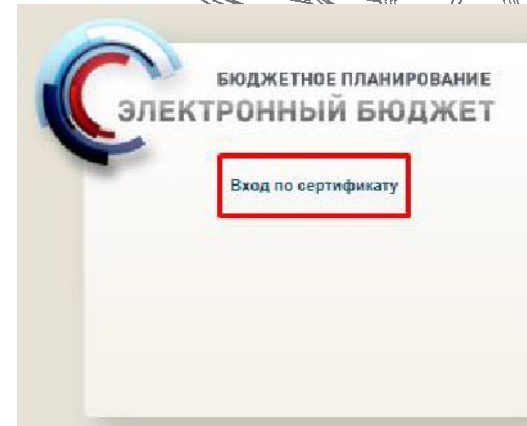 БЮДЖЕТНОЕ ПЛАНИРОВАНИЕ
ЭЛЕКТРОННЫЙ БЮДЖЕТ
Вход по сертификату